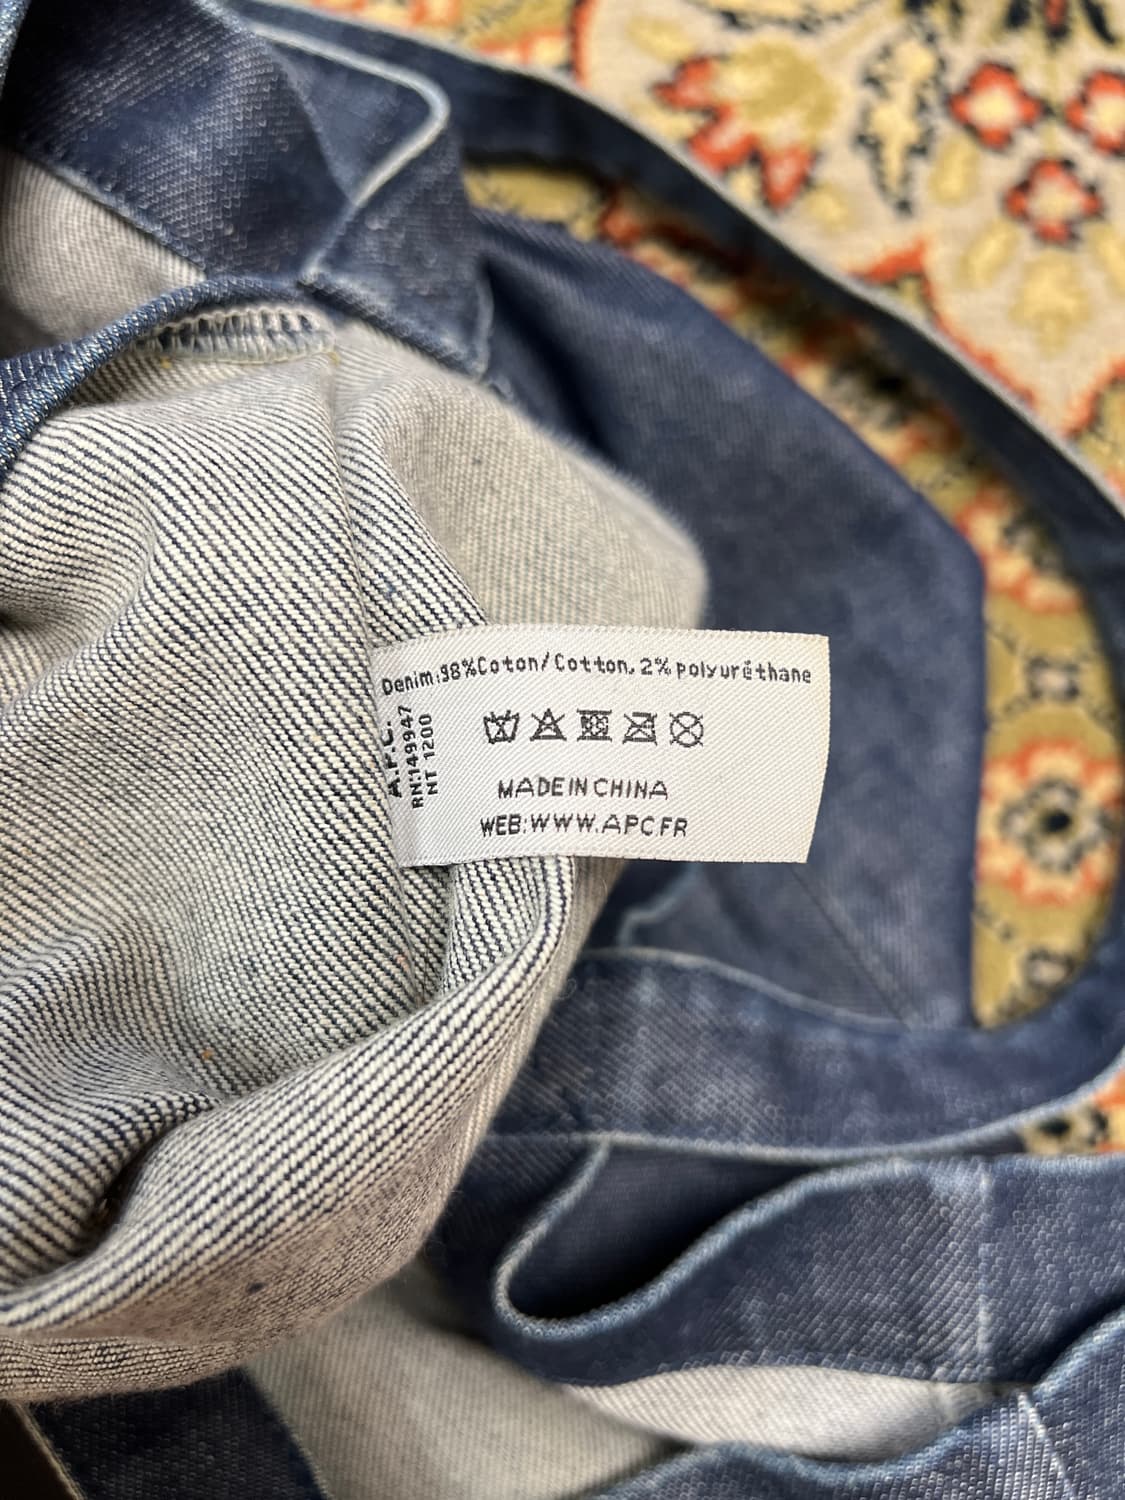 Denim:98%Coton/Cotton. 2% polyuréthane
MADE IN CHINA
WEB:WWW.APC.FR
A.P.C.
RN:149947
NT 1200